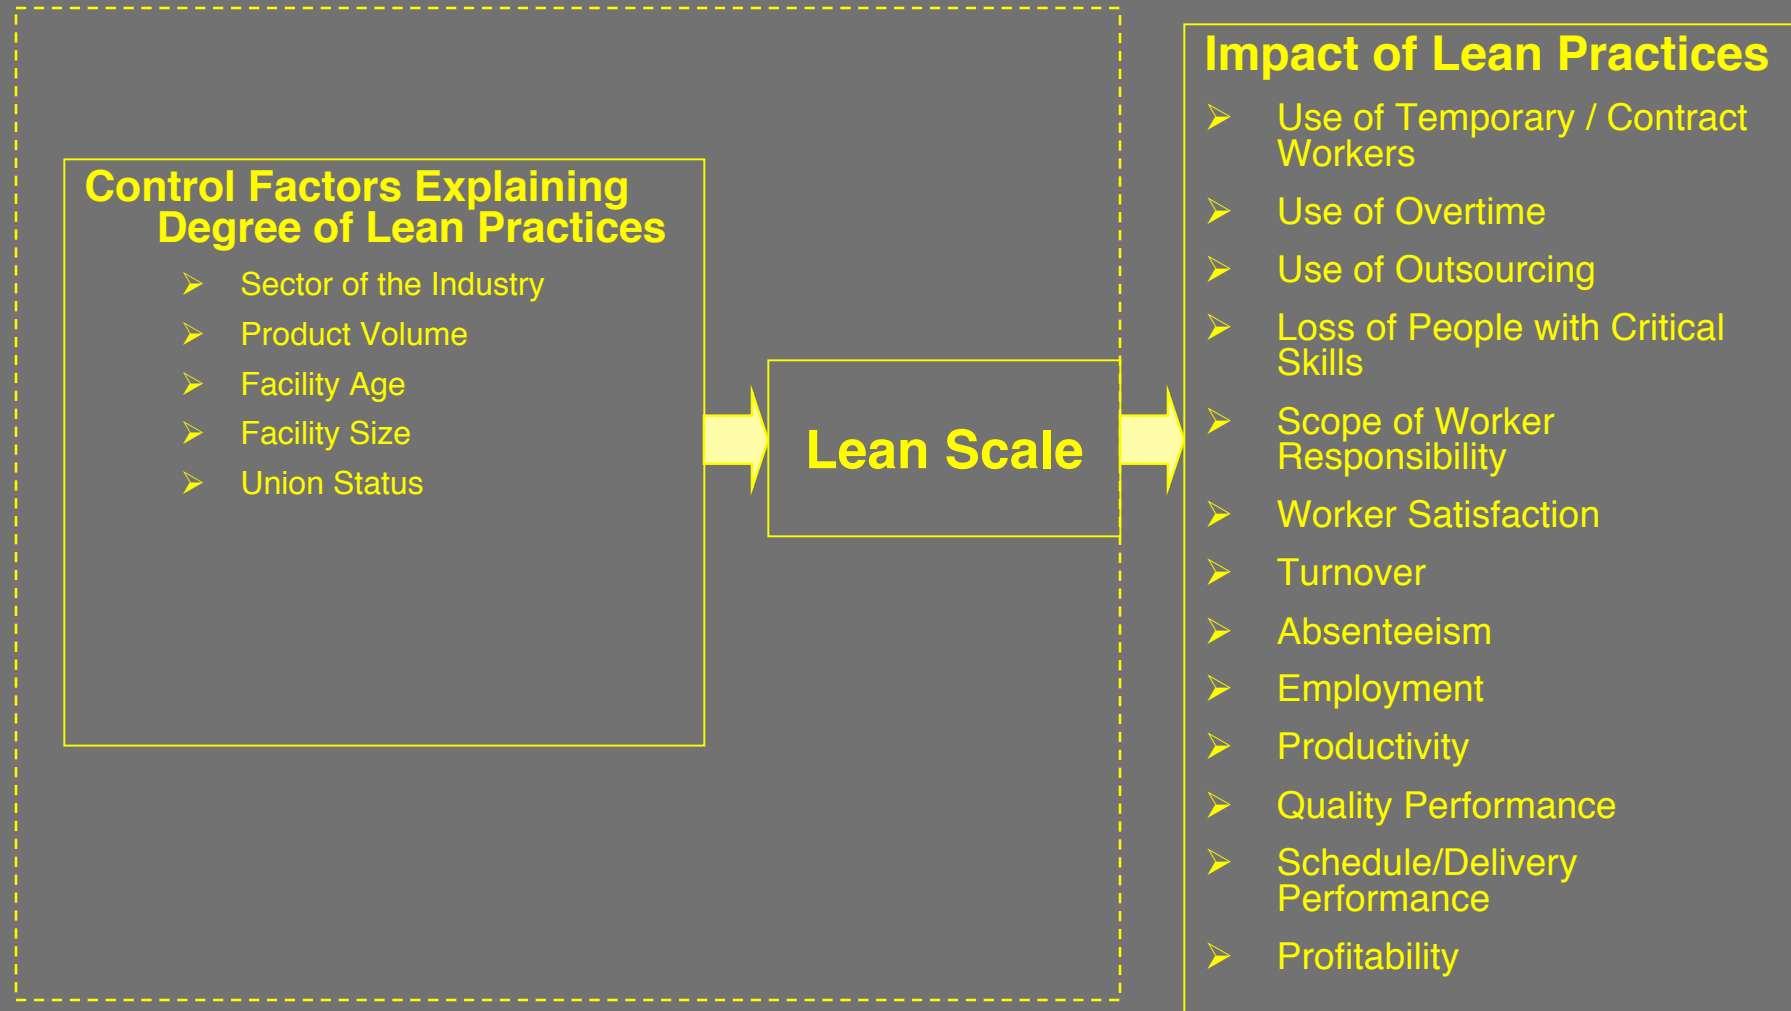 Control Factors Explaining
Degree of Lean Practices
➢ Sector of the Industry
➢ Product Volume
➢ Facility Age
➢ Facility Size
➢ Union Status
Lean Scale
Impact of Lean Practices
➢ Use of Temporary / Contract
Workers
➢ Use of Overtime
➢ Use of Outsourcing
➢ Loss of People with Critical
Skills
➢ Scope of Worker
Responsibility
➢ Worker Satisfaction
➢ Turnover
➢ Absenteeism
➢ Employment
➢ Productivity
➢ Quality Performance
➢ Schedule/Delivery
Performance
➢ Profitability